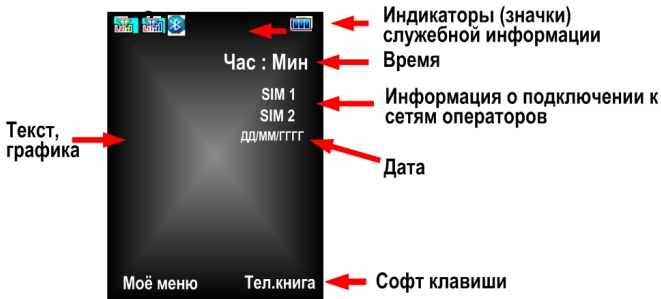 Индикаторы (значки)
служебной информации
Час : Мин
Время
SIM 1
SIM 2
Информация о подключении к
сетям операторов
Текст,
графика
ДД/ММ/ГГГГ
Дата
Моё меню
Тел.книга
Софт клавиши